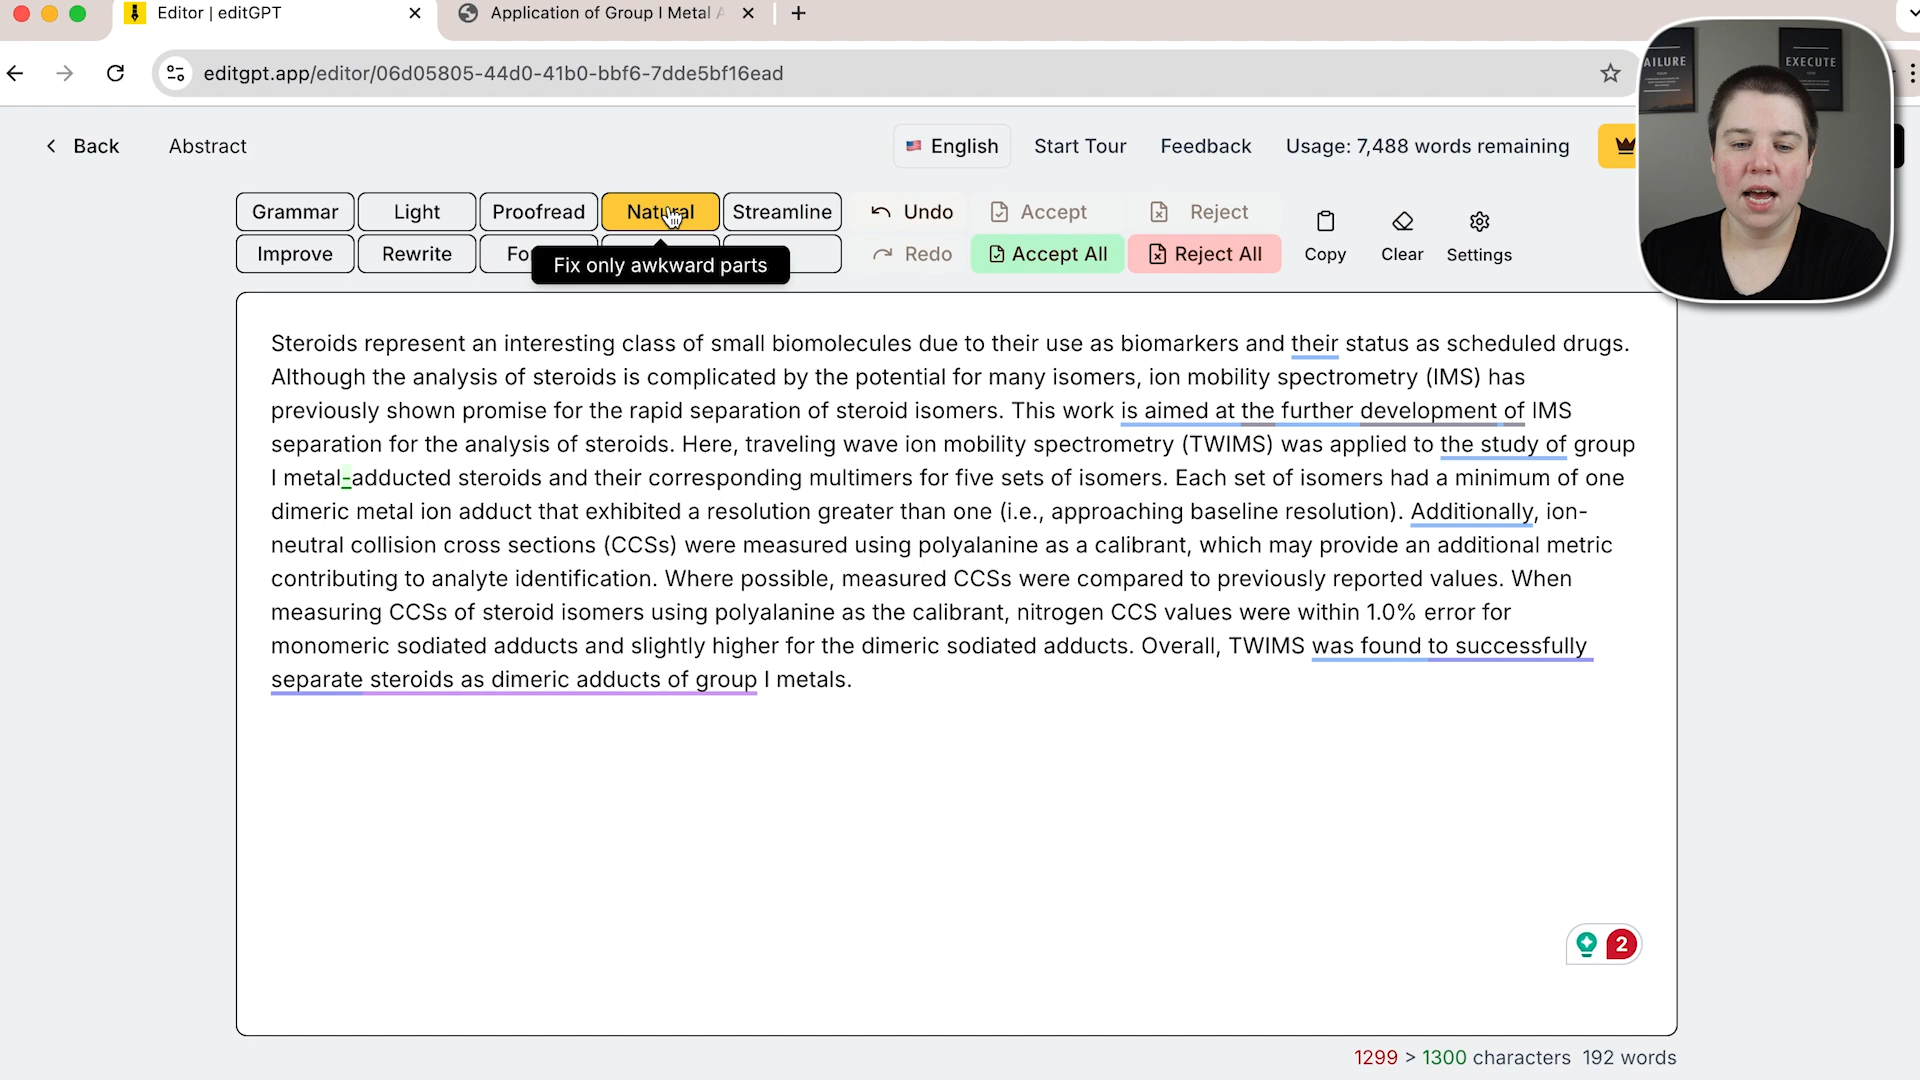 Editor | editGPT
Application of Group I Metal A
editgpt.app/editor/06d05805-44d0-41b0-bbf6-7dde5bf16ead
AILURE
EXECUTE
Back
Abstract
English
Start Tour
Feedback
Usage: 7,488 words remaining
Grammar
Light
Proofread
Natural
Streamline
Undo
Accept
Reject
Improve
Rewrite
Fo
Redo
Accept All
Reject All
Copy
Clear
Settings
Fix only awkward parts
Steroids represent an interesting class of small biomolecules due to their use as biomarkers and their status as scheduled drugs.
Although the analysis of steroids is complicated by the potential for many isomers, ion mobility spectrometry (IMS) has
previously shown promise for the rapid separation of steroid isomers. This work is aimed at the further development of IMS
separation for the analysis of steroids. Here, traveling wave ion mobility spectrometry (TWIMS) was applied to the study of group
I metal-adducted steroids and their corresponding multimers for five sets of isomers. Each set of isomers had a minimum of one
dimeric metal ion adduct that exhibited a resolution greater than one (i.e., approaching baseline resolution). Additionally, ion-
neutral collision cross sections (CCSs) were measured using polyalanine as a calibrant, which may provide an additional metric
contributing to analyte identification. Where possible, measured CCSs were compared to previously reported values. When
measuring CCSs of steroid isomers using polyalanine as the calibrant, nitrogen CCS values were within 1.0% error for
monomeric sodiated adducts and slightly higher for the dimeric sodiated adducts. Overall, TWIMS was found to successfully
separate steroids as dimeric adducts of group I metals.
2
1299 > 1300 characters 192 words